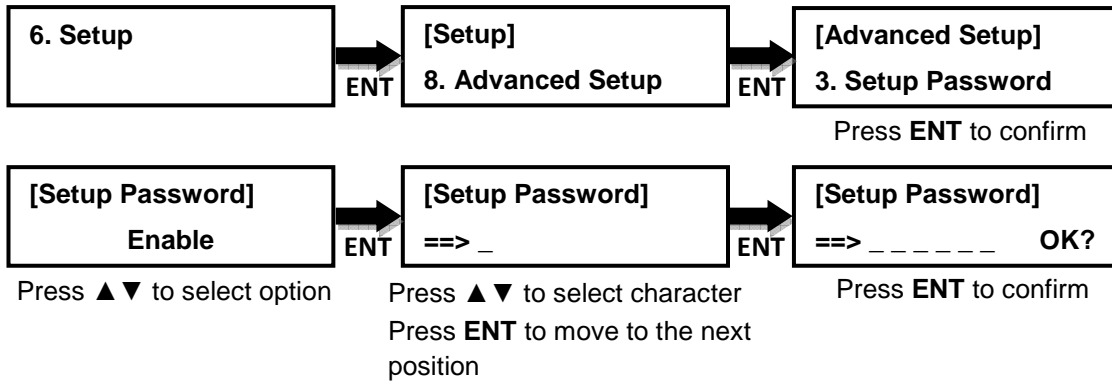 6. Setup
ENT
[Setup]
8. Advanced Setup
ENT
[Advanced Setup]
3. Setup Password
Press ENT to confirm
[Setup Password]
Enable
Press ▲▼ to select option
ENT
[Setup Password]
==> _
Press ▲▼ to select character
Press ENT to move to the next
position
ENT
[Setup Password]
==> _ _ _ _ _ _ OK?
Press ENT to confirm